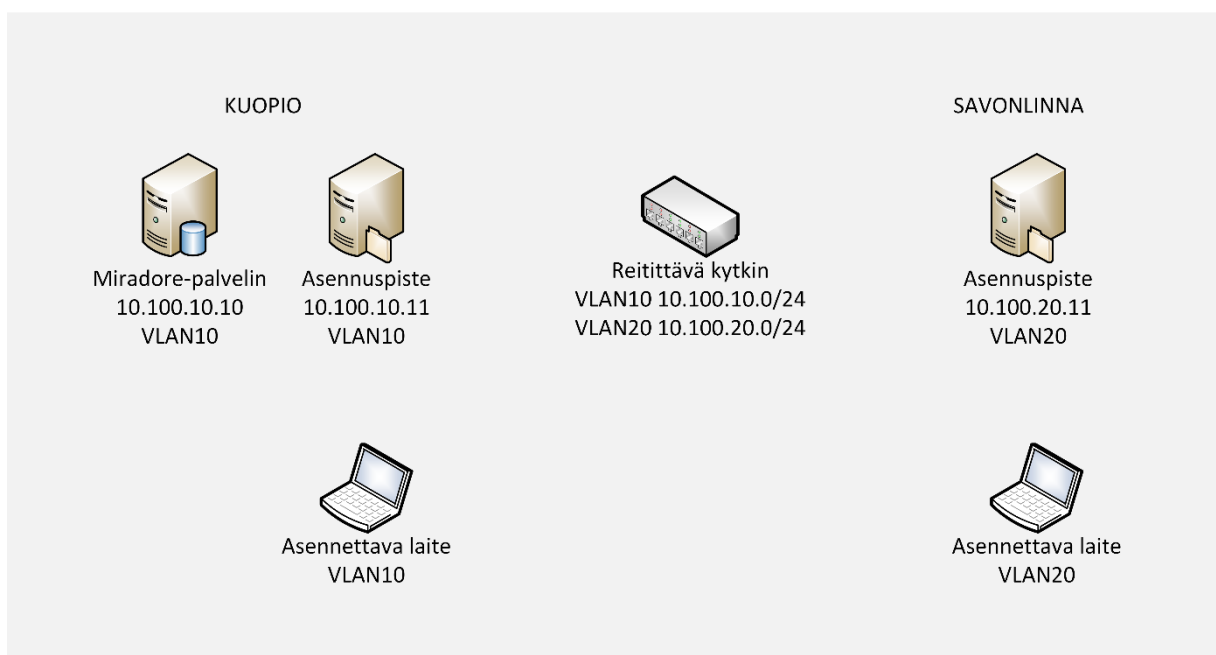 KUOPIO
SAVONLINNA
Miradore-palvelin
10.100.10.10
VLAN10
Asennuspiste
10.100.10.11
VLAN10
Reitittävä kytkin
VLAN10 10.100.10.0/24
VLAN20 10.100.20.0/24
Asennuspiste
10.100.20.11
VLAN20
Asennettava laite
VLAN10
Asennettava laite
VLAN20